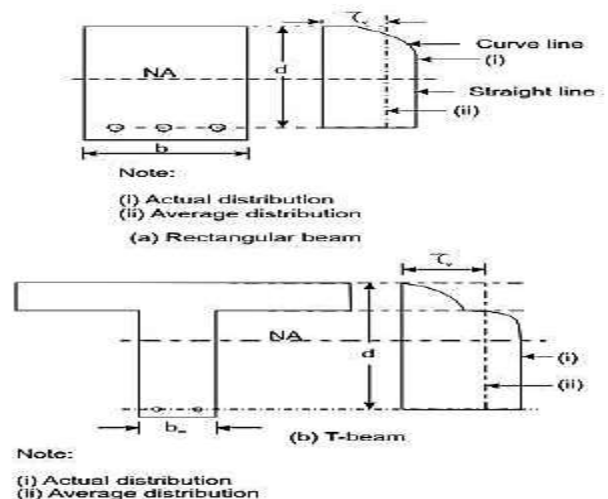 τv
Curve line
(i)
NA
d
Straight line
(ii)
b
Note:
(i) Actual distribution
(ii) Average distribution
(a) Rectangular beam
τv
NA
d
(i)
(ii)
b
(b) T-beam
Note:
(i) Actual distribution
(ii) Average distribution